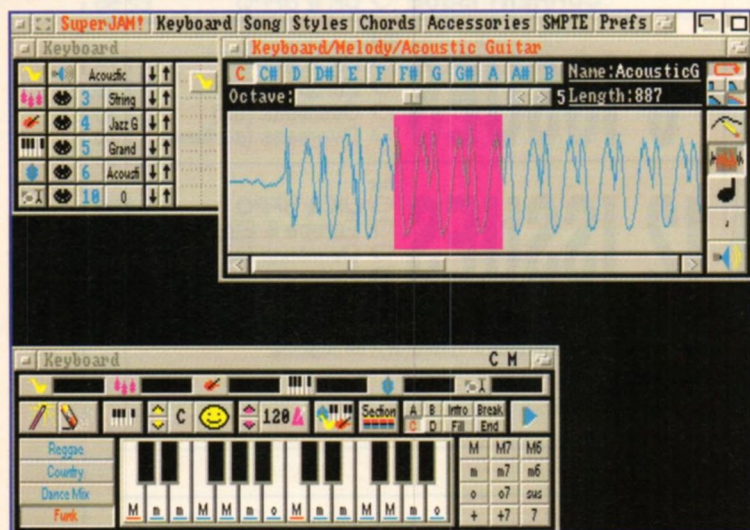 SuperJAM! Keyboard Song Styles Chords Accessories SMPTE Prefs
Keyboard
Acoustic
3 String
4 Jazz G
5 Grand
6 Acousti
10 0
Keyboard/Melody/Acoustic Guitar
C C# D D# E F F# G G# A A# B Name:AcousticG
Octave: 5 Length:887
Keyboard C M
C 120 Section A B Intro Break
C D Fill End
Reggae
Country
Dance Mix
Funk
M m m M M m o M m m M M m o
M M7 M6
m m7 m6
o o7 sus
+ +7 7